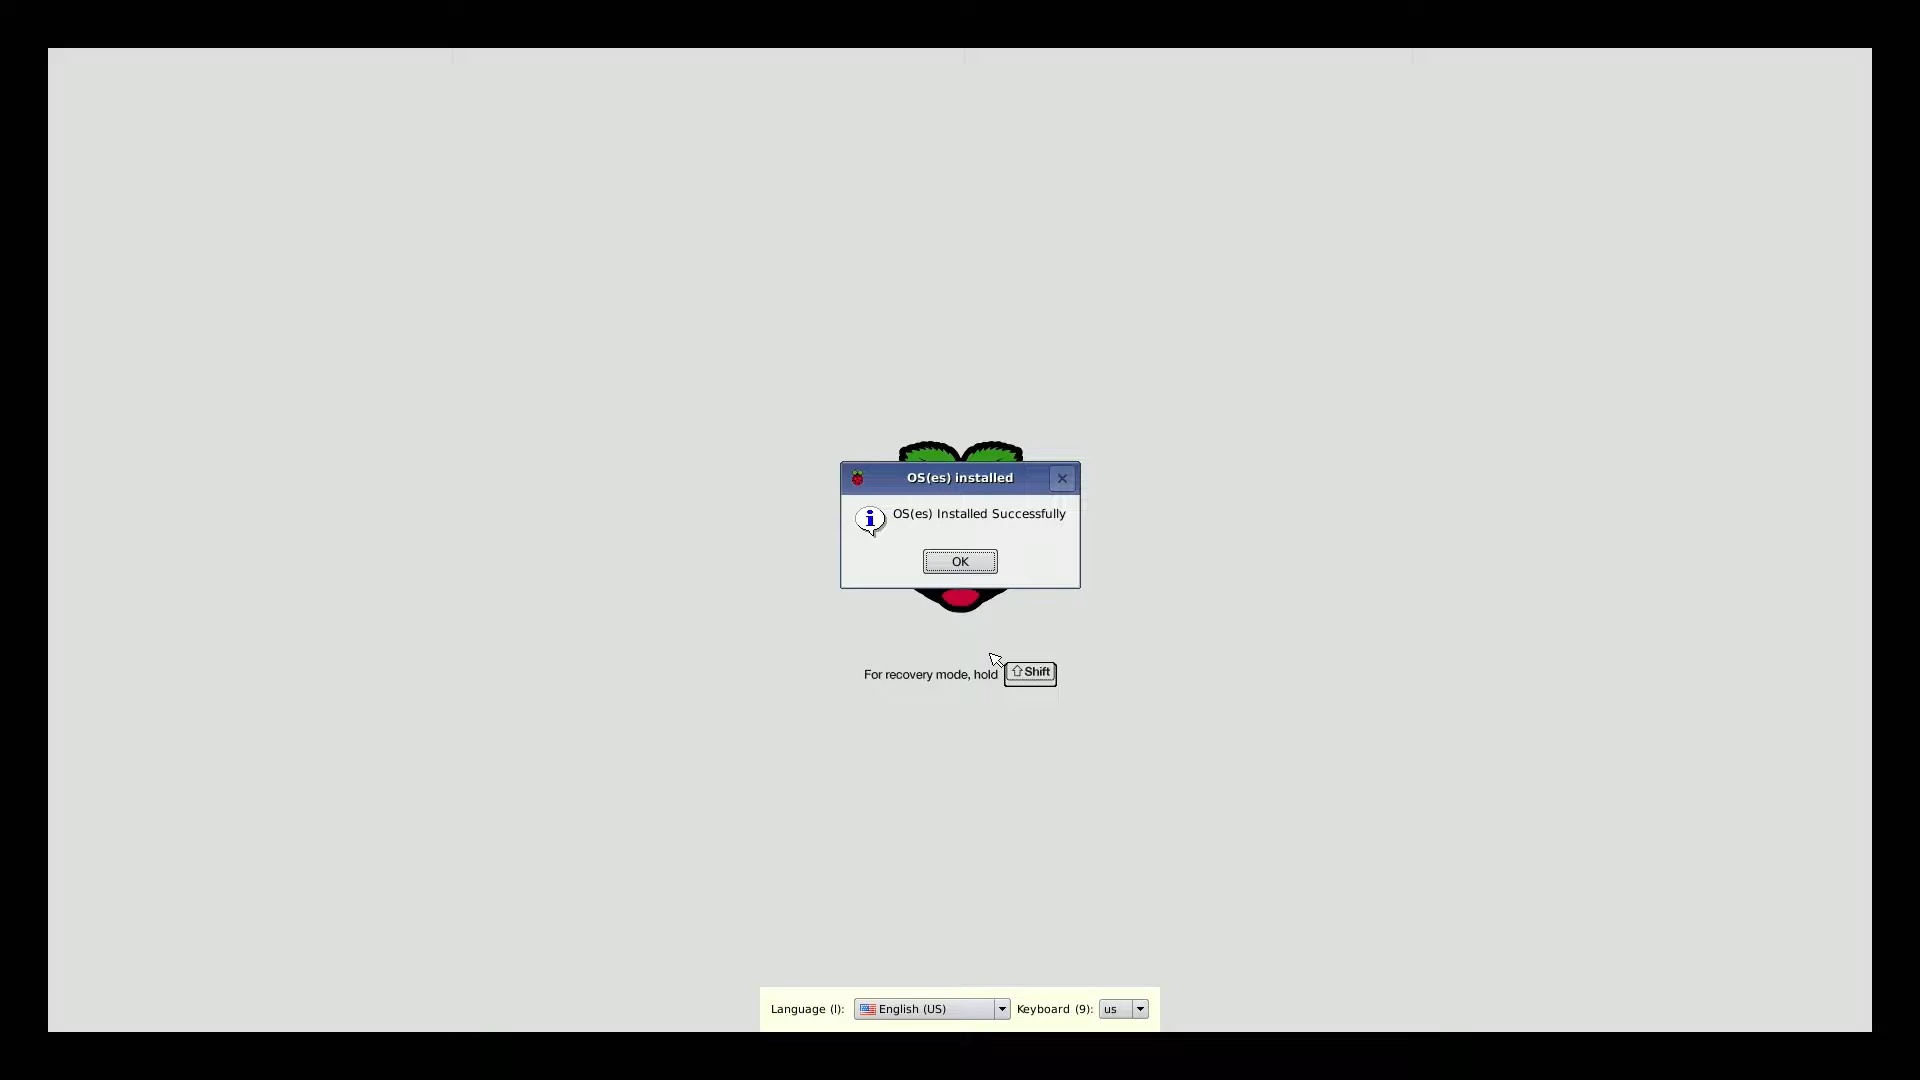 OS(es) installed
OS(es) Installed Successfully
OK
For recovery mode, hold Shift
Language (l): English (US) Keyboard (9): us